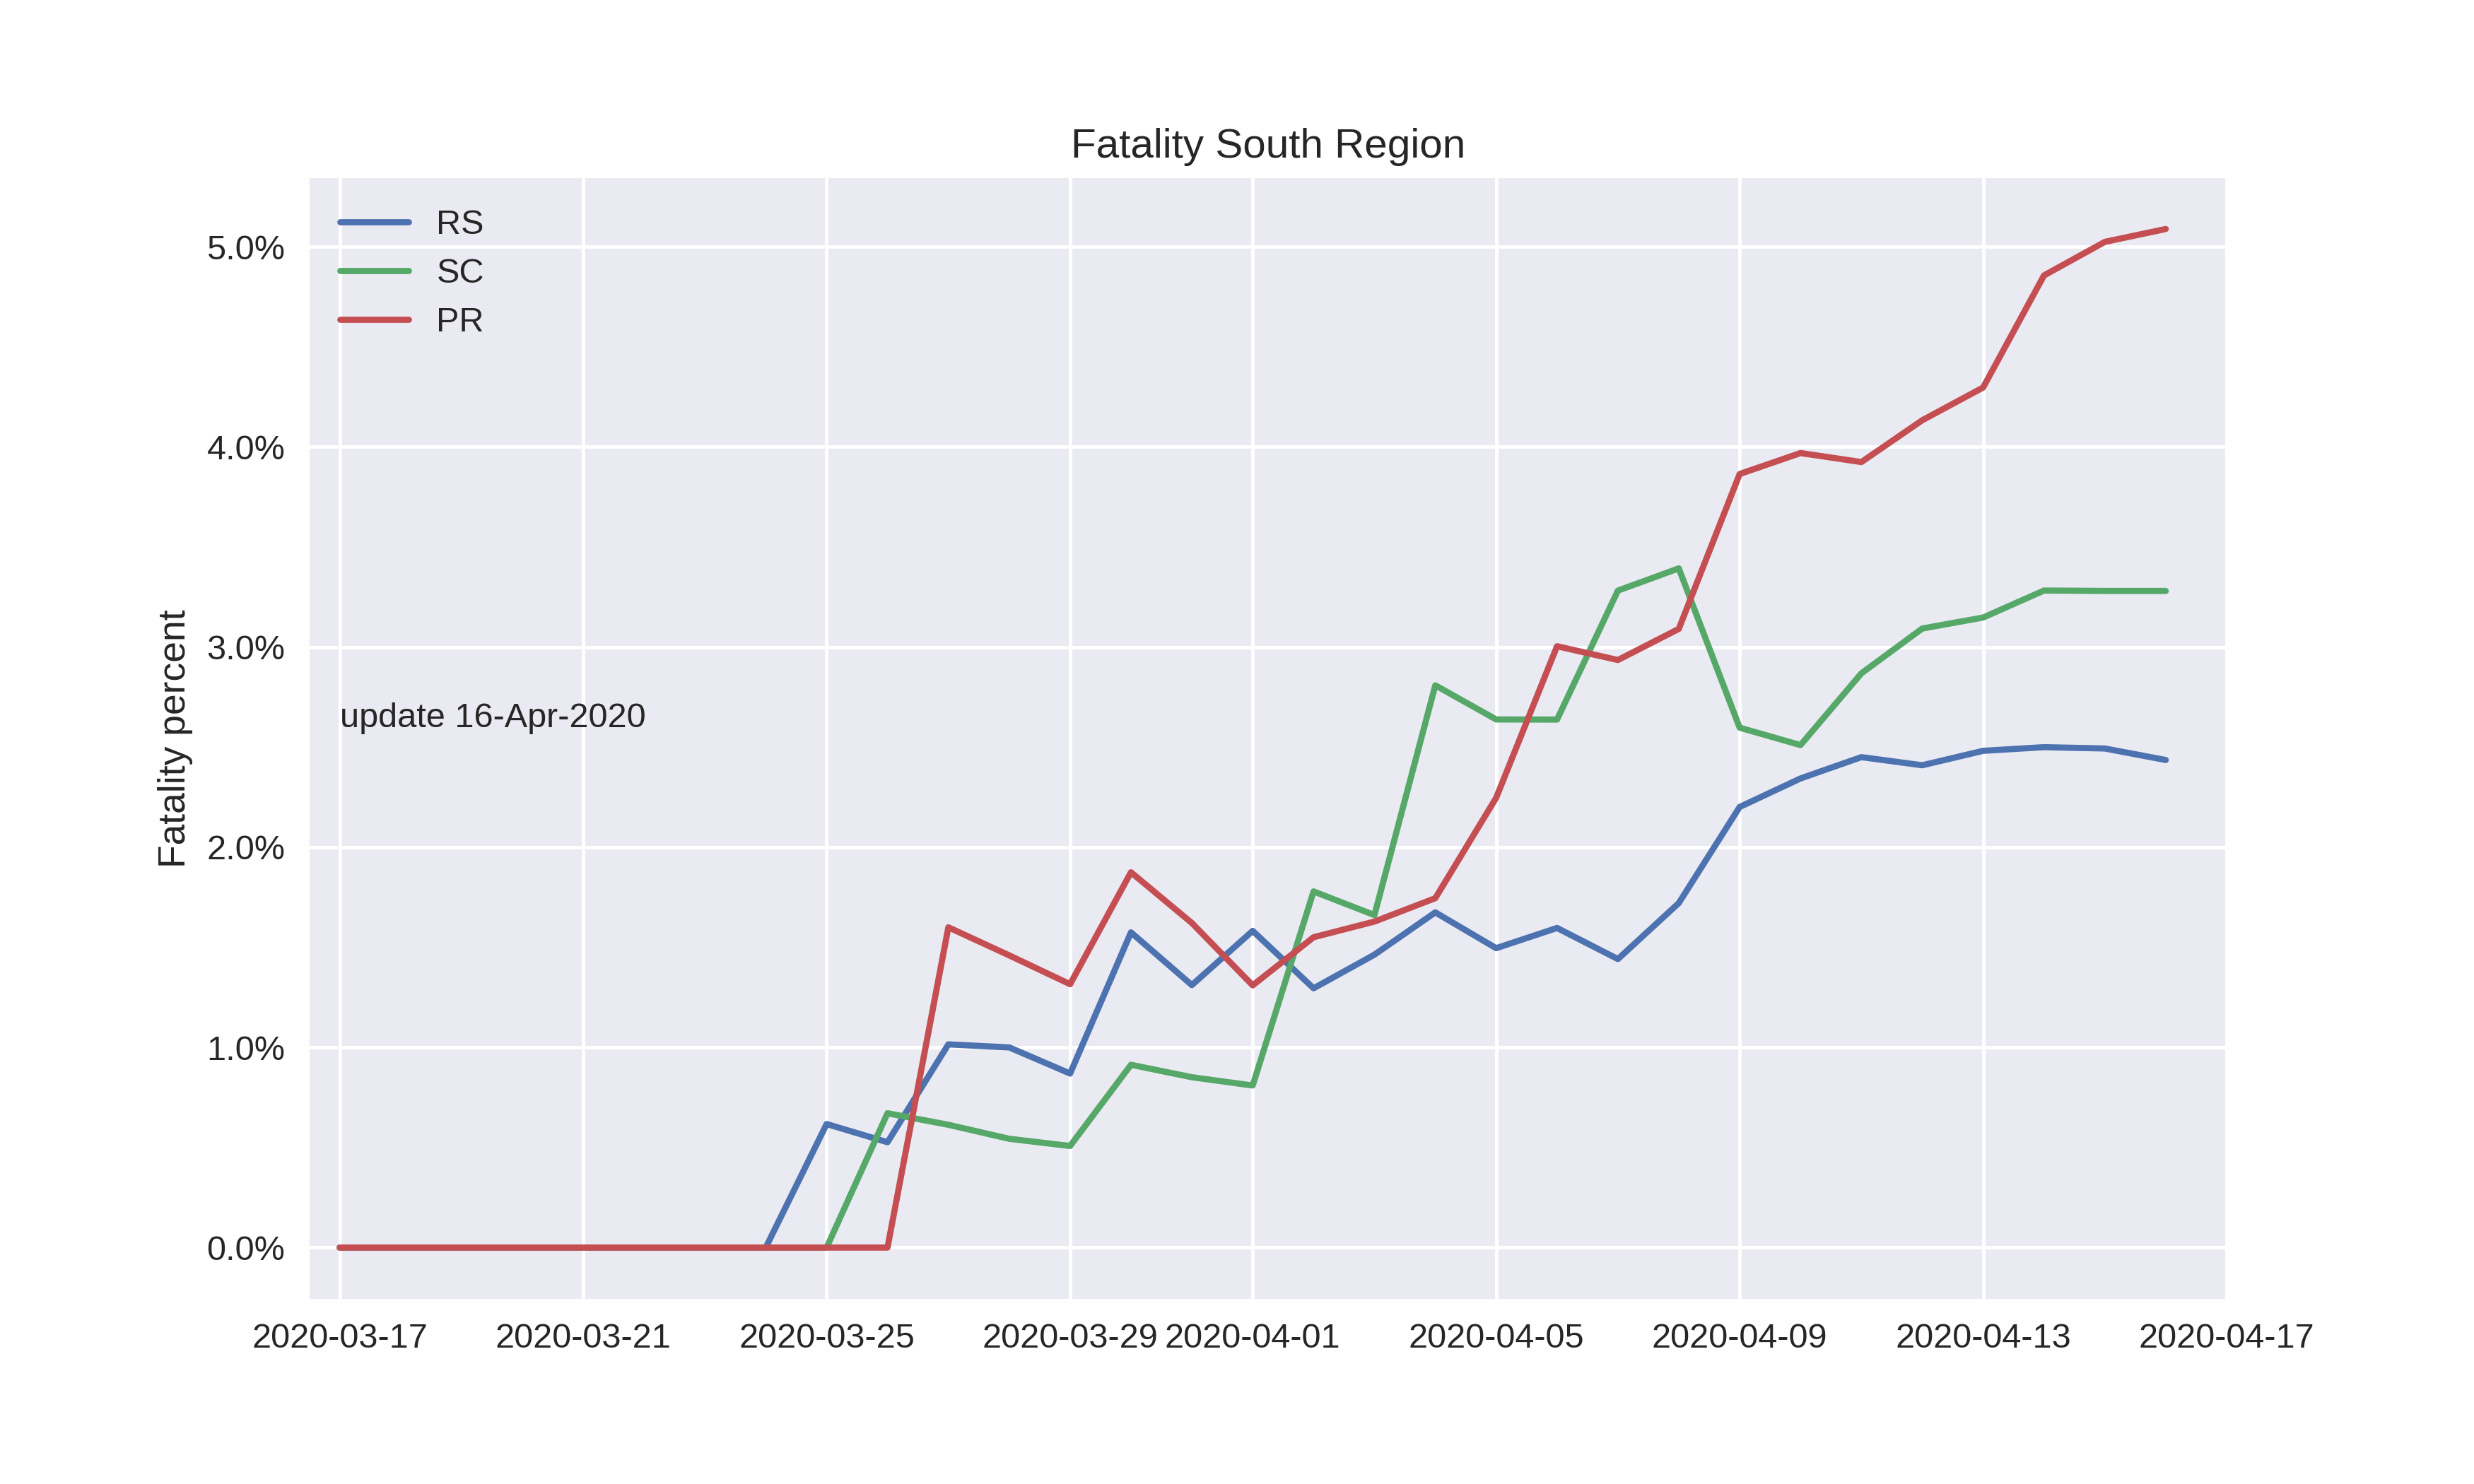 Fatality South Region
RS
SC
PR
5.0%
4.0%
3.0%
2.0%
1.0%
0.0%
Fatality percent
update 16-Apr-2020
2020-03-17
2020-03-21
2020-03-25
2020-03-29
2020-04-01
2020-04-05
2020-04-09
2020-04-13
2020-04-17